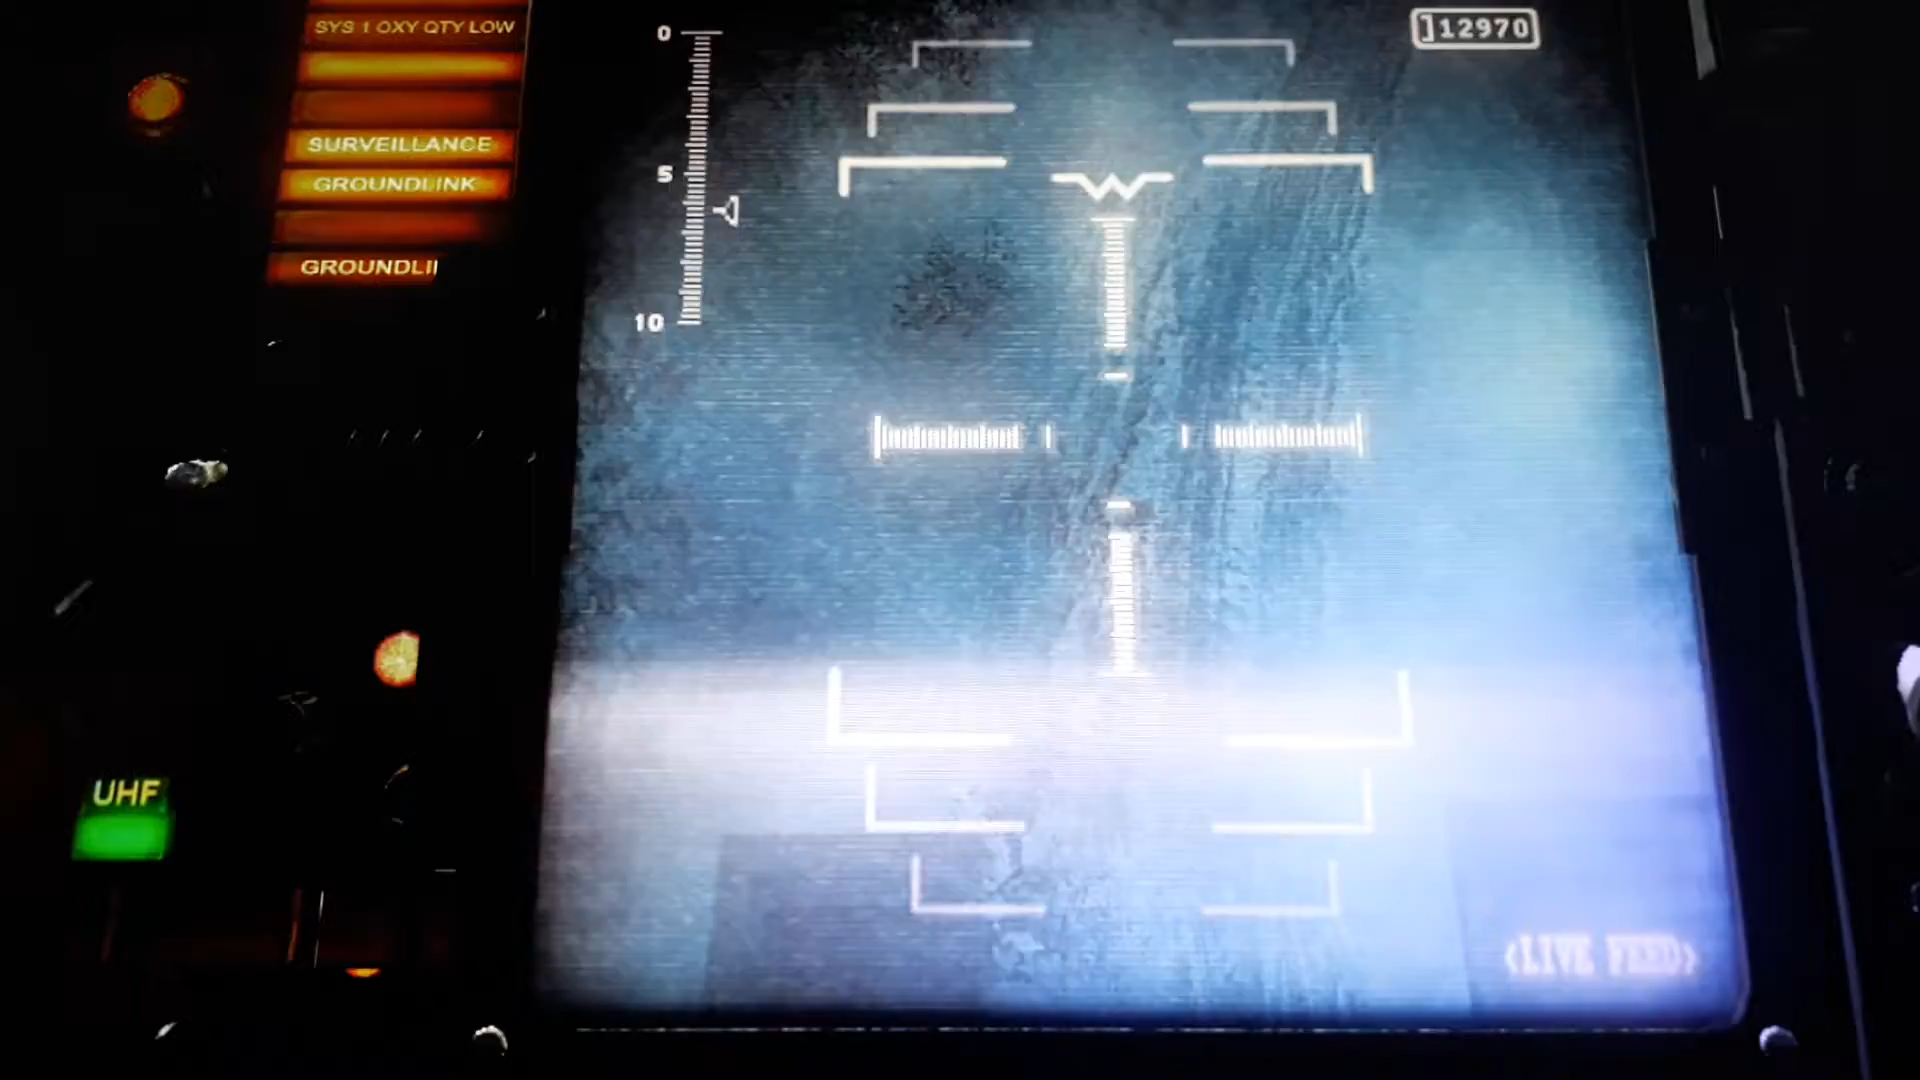 SYS 1 OXY QTY LOW
SURVEILLANCE
GROUNDLINK
GROUNDLI
UHF
0
5
10
12970
<LIVE FEED>